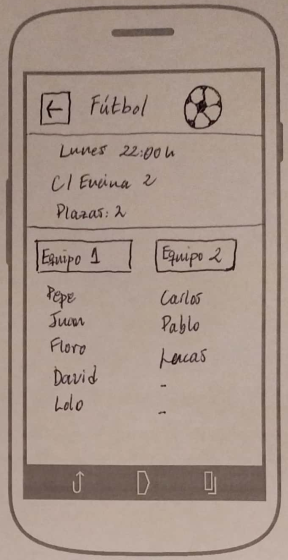 ← Fútbol
Lunes 22:00 h
C/ Encina 2
Plazas: 2
Equipo 1 Equipo 2
Pepe Carlos
Juan Pablo
Floro Lucas
David -
Lolo -